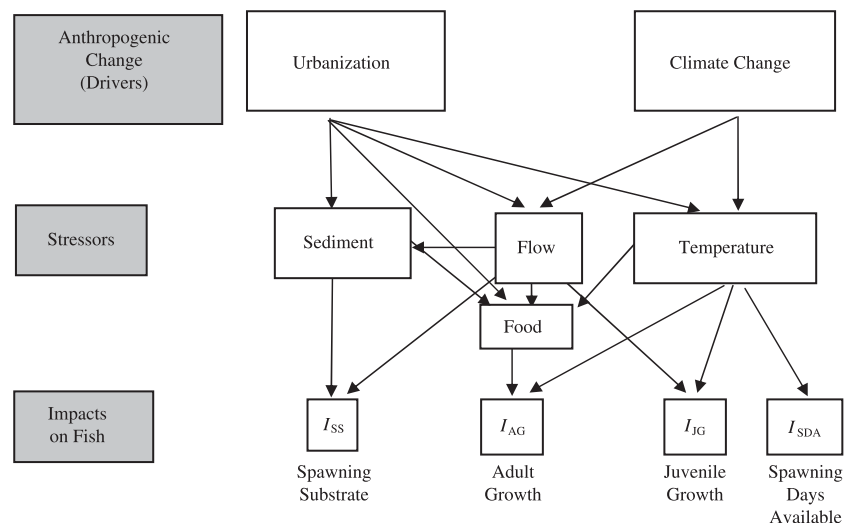 Anthropogenic
Change
(Drivers)
Urbanization
Climate Change
Stressors
Sediment
Flow
Temperature
Food
Impacts
on Fish
I_SS
I_AG
I_JG
I_SDA
Spawning
Substrate
Adult
Growth
Juvenile
Growth
Spawning
Days
Available